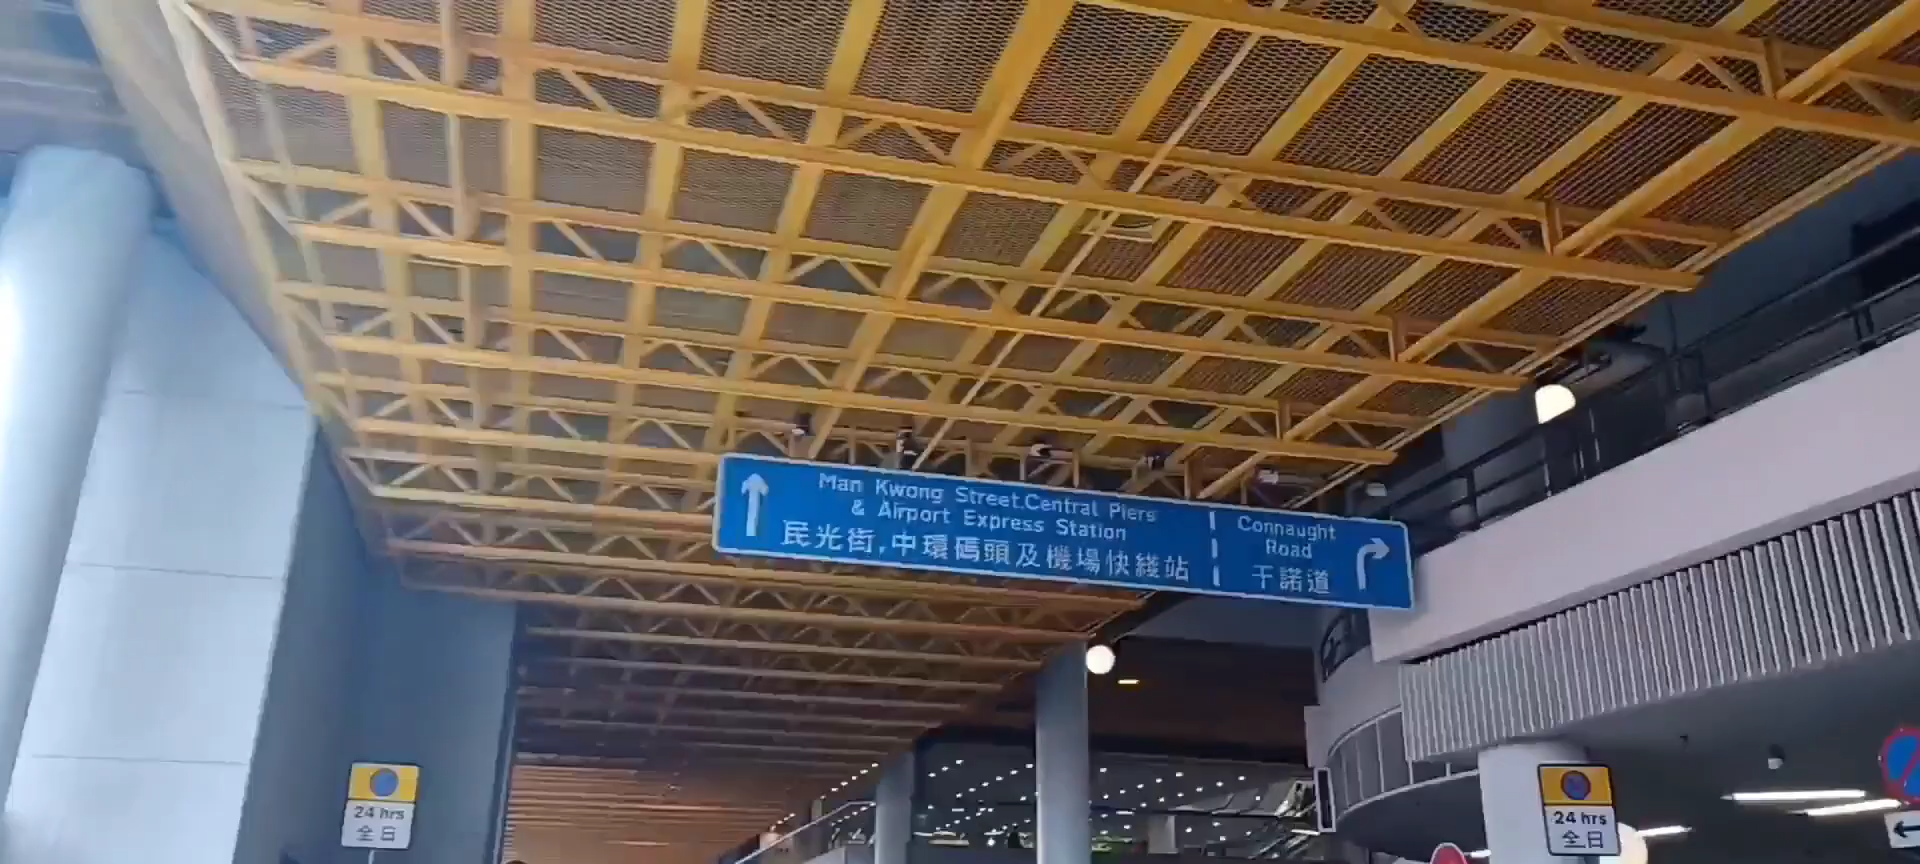 Man Kwong Street, Central Piers
& Airport Express Station
民光街,中環碼頭及機場快綫站
Connaught
Road
干諾道
24 hrs
全日
24 hrs
全日